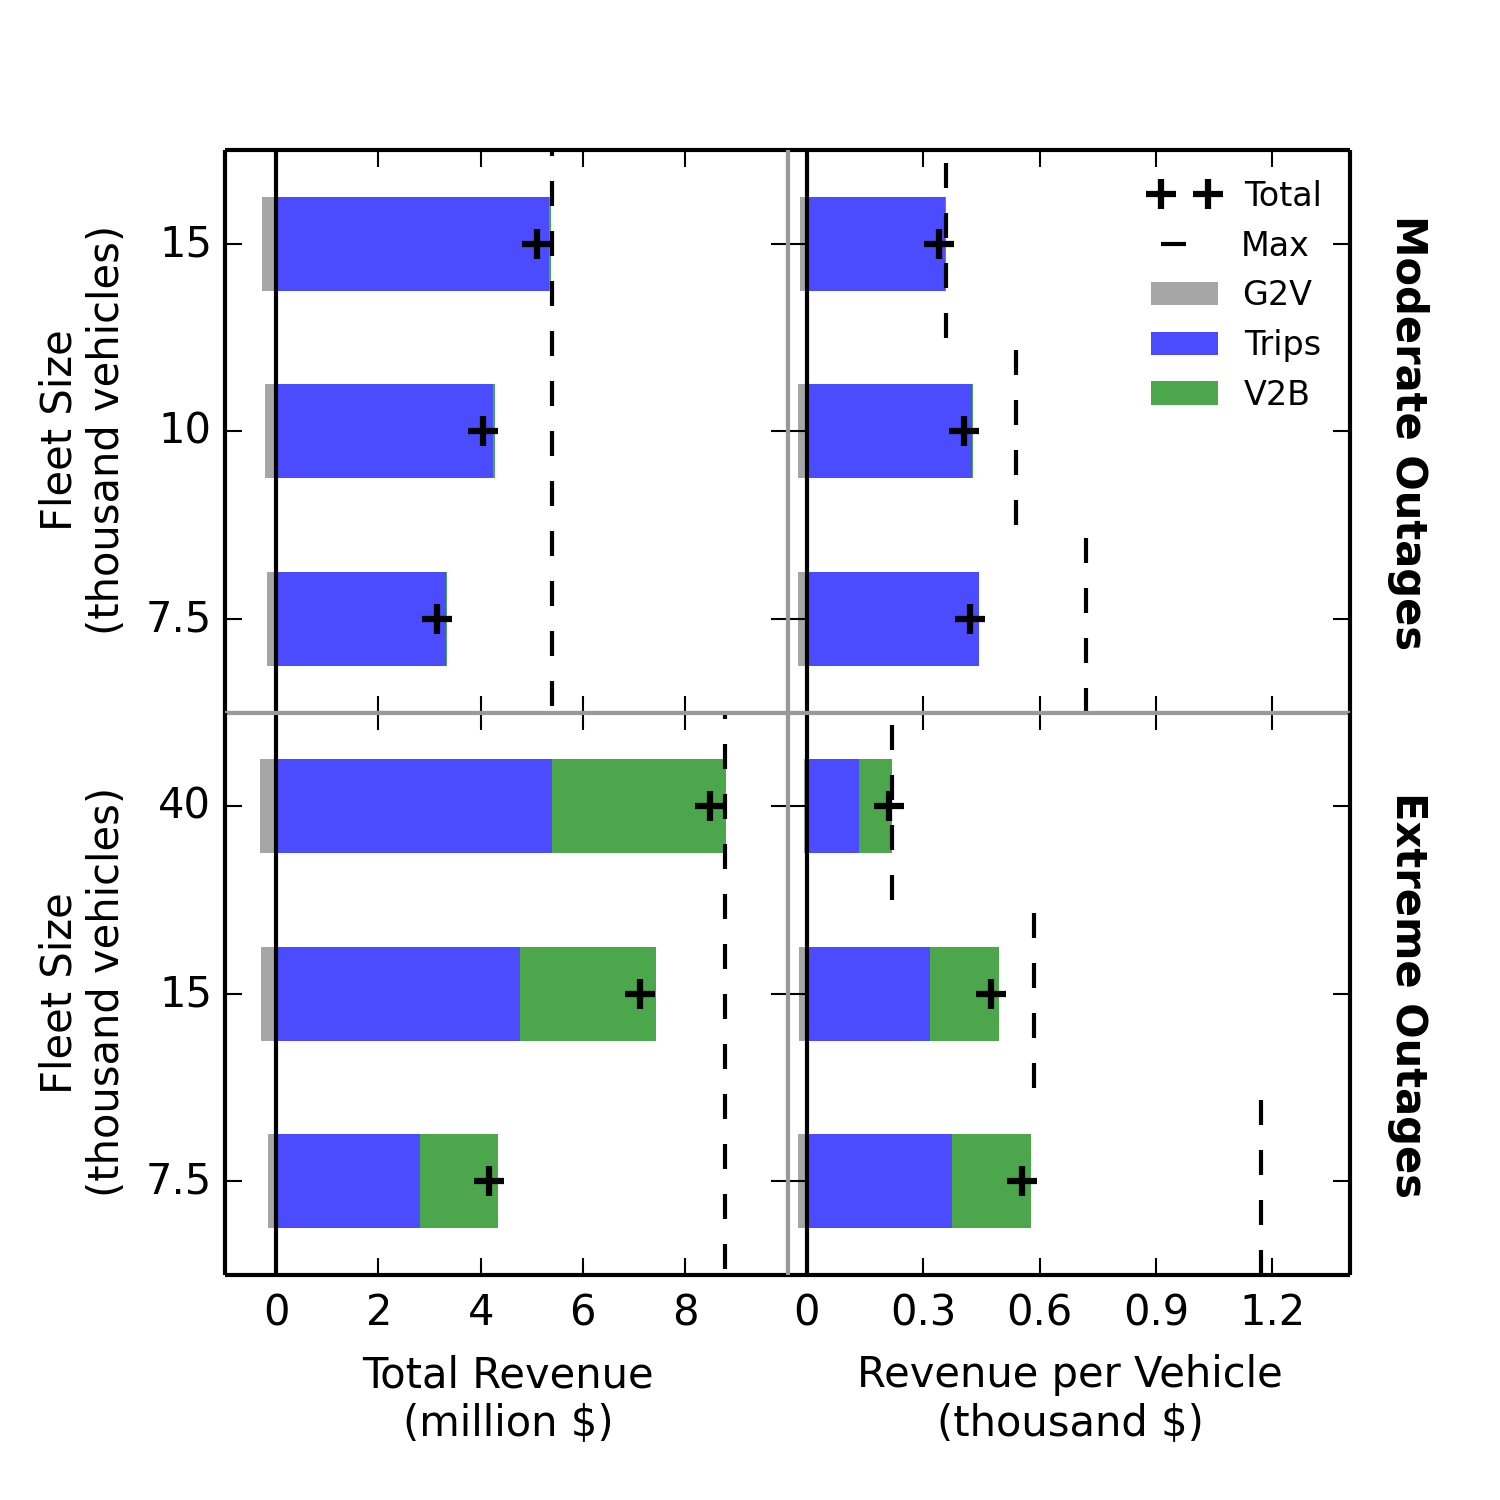 Total
Max
G2V
Trips
V2B
Fleet Size
(thousand vehicles)
15
10
7.5
Moderate Outages
Fleet Size
(thousand vehicles)
40
15
7.5
Extreme Outages
0 2 4 6 8
0 0.3 0.6 0.9 1.2
Total Revenue
(million $)
Revenue per Vehicle
(thousand $)